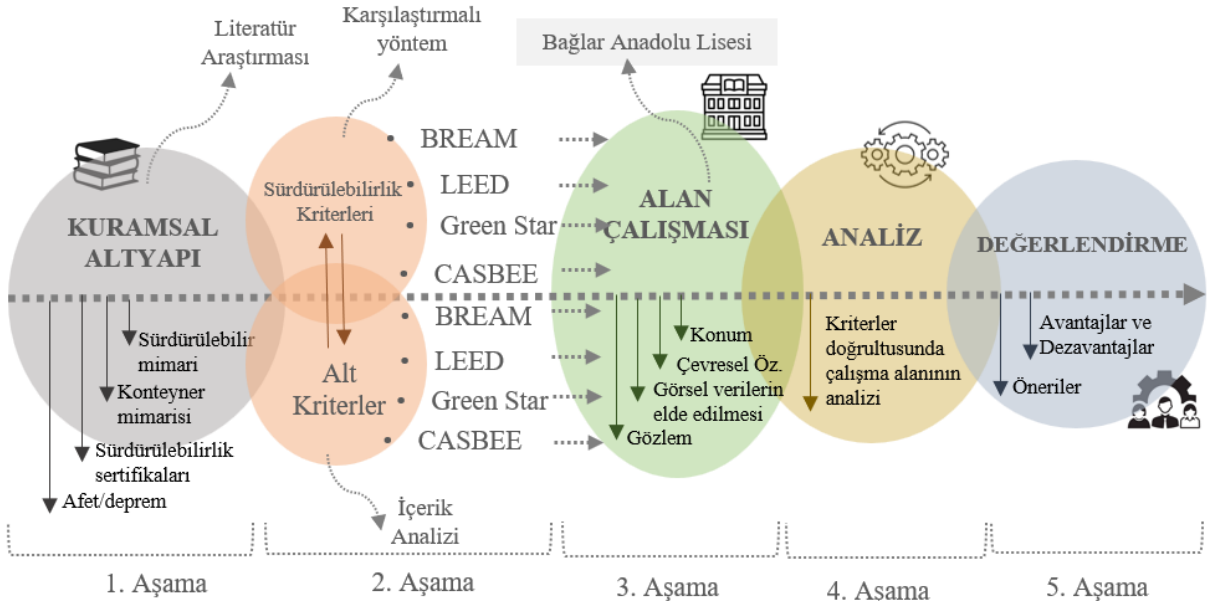 Literatür
Araştırması
Karşılaştırmalı
yöntem
Bağlar Anadolu Lisesi
KURAMSAL
ALTYAPI
Sürdürülebilir
mimari
Konteyner
mimarisi
Sürdürülebilirlik
sertifikaları
Afet/deprem
Sürdürülebilirlik
Kriterleri
Alt
Kriterler
İçerik
Analizi
• BREAM
• LEED
• Green Star
• CASBEE
• BREAM
• LEED
• Green Star
• CASBEE
ALAN
ÇALIŞMASI
Konum
Çevresel Öz.
Görsel verilerin
elde edilmesi
Gözlem
ANALİZ
Kriterler
doğrultusunda
çalışma alanının
analizi
DEĞERLENDİRME
Avantajlar ve
Dezavantajlar
Öneriler
1. Aşama
2. Aşama
3. Aşama
4. Aşama
5. Aşama